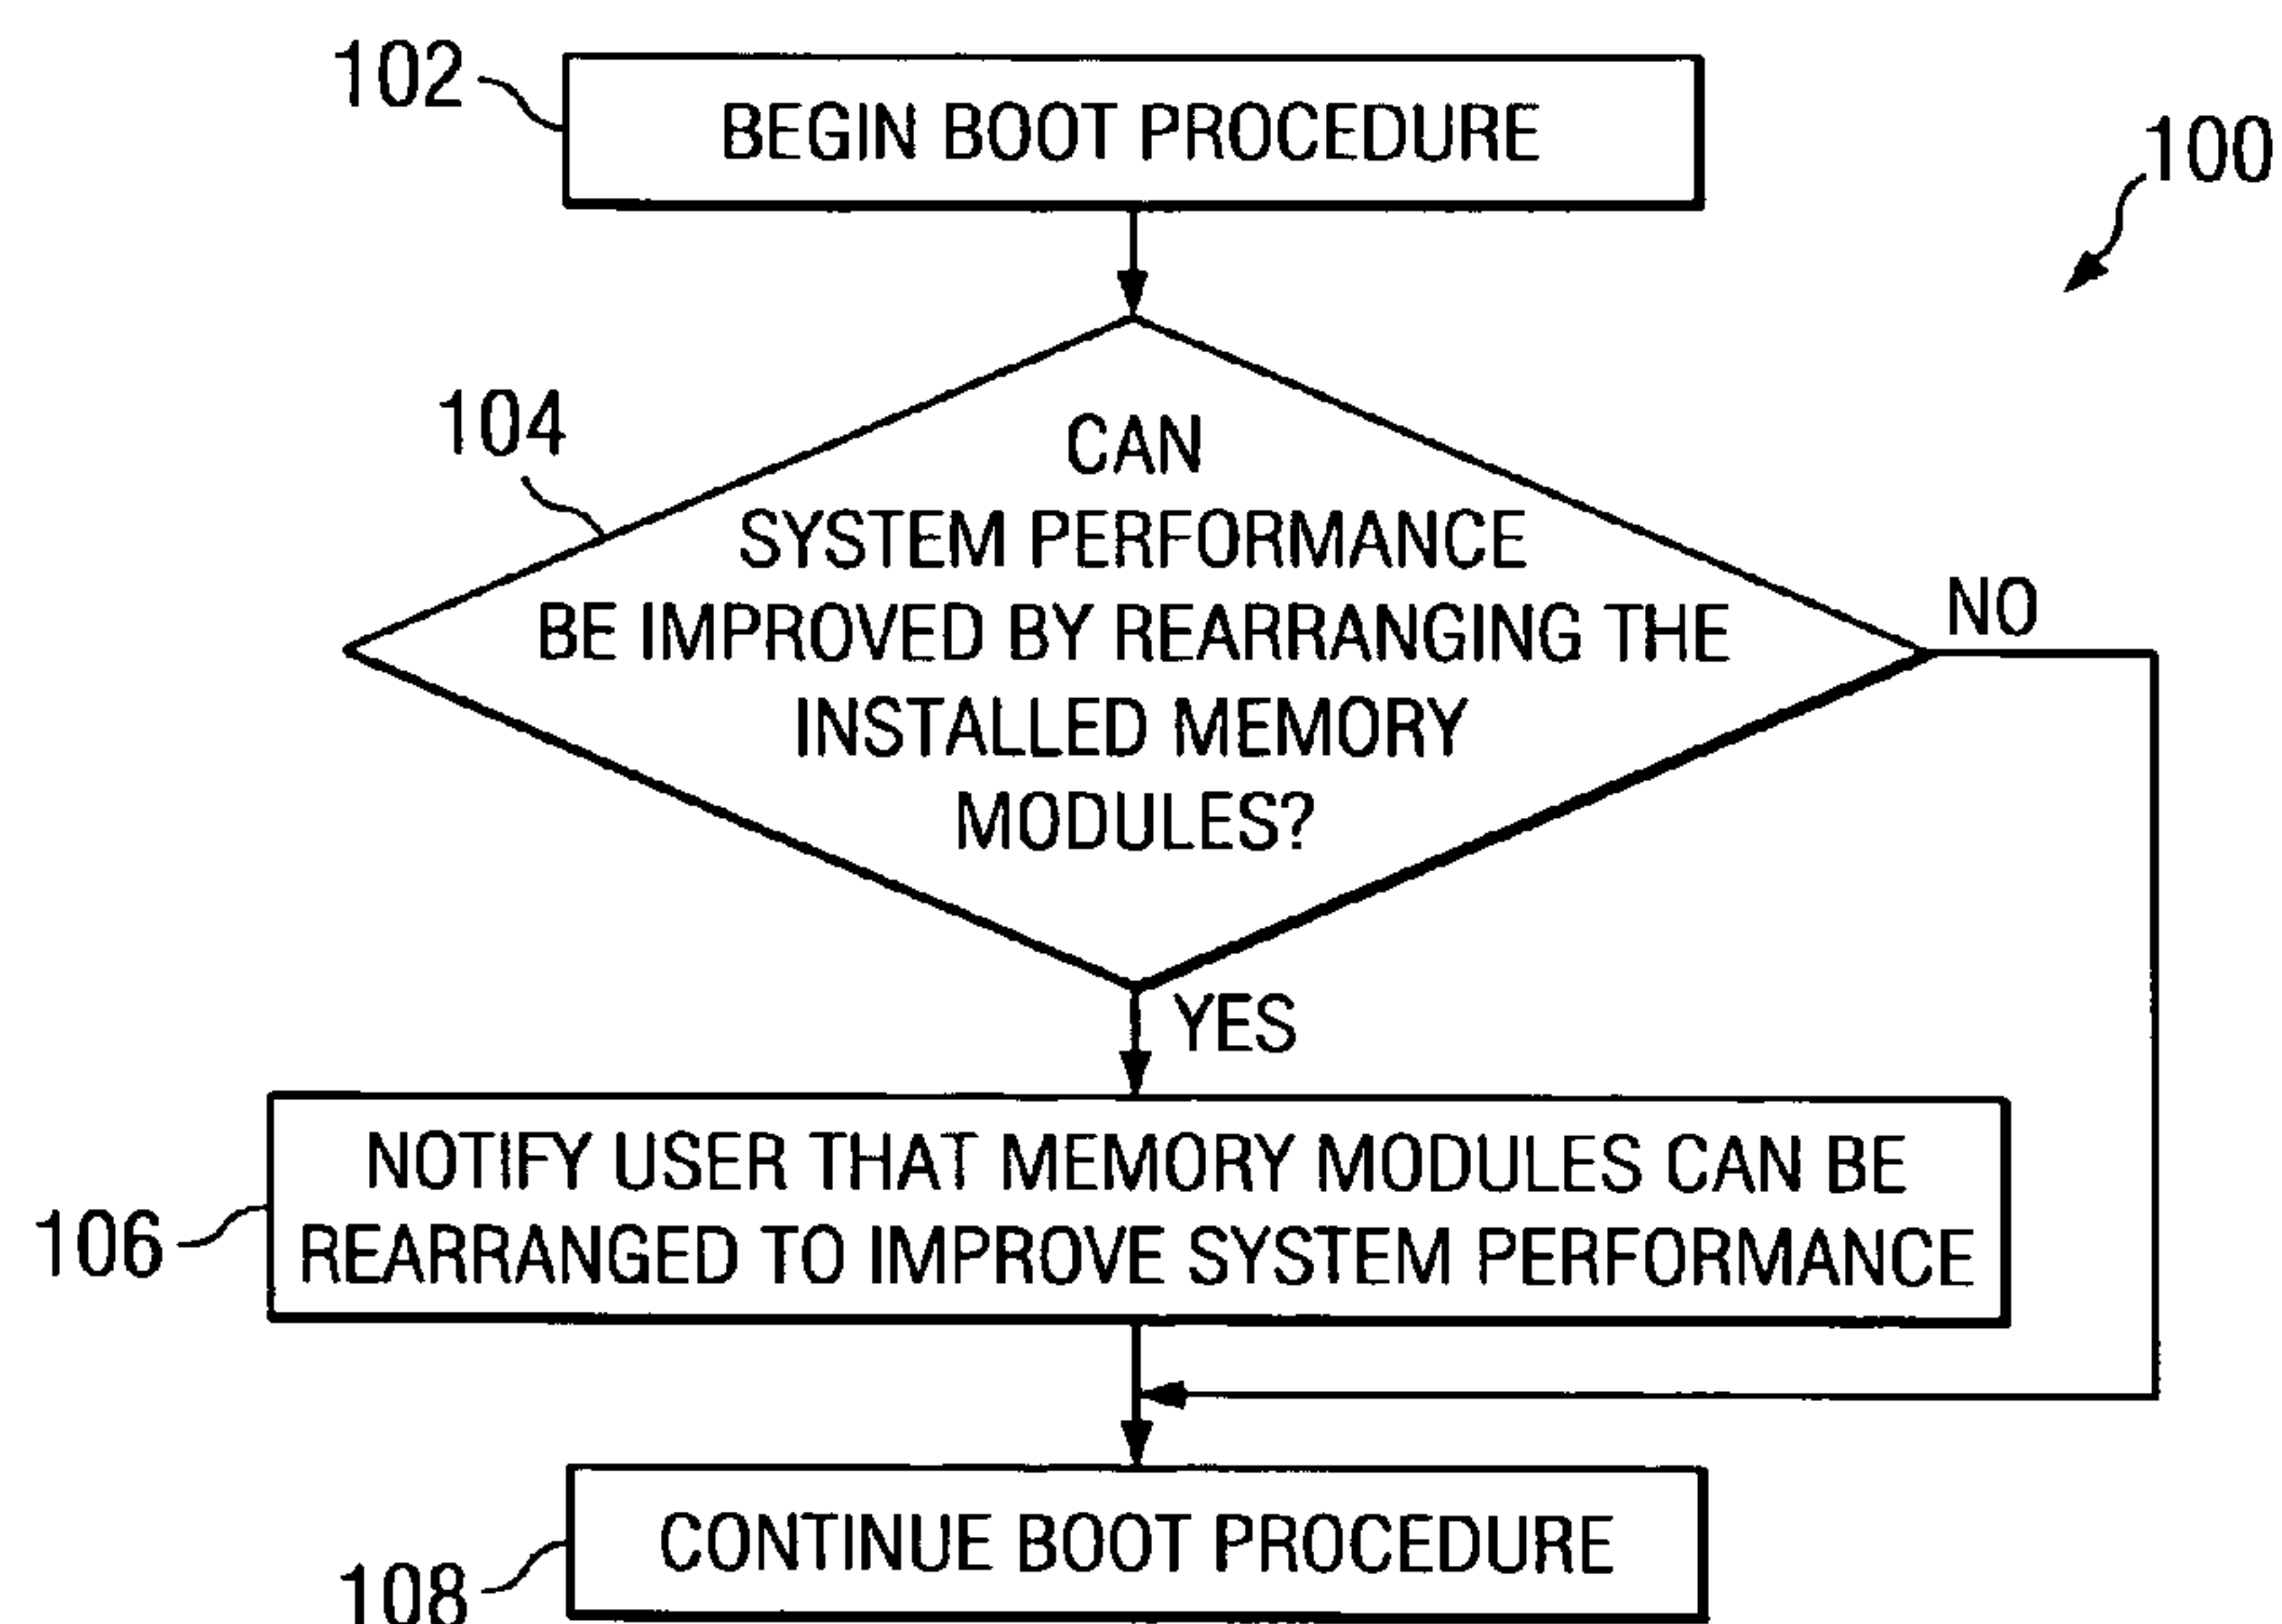 102
BEGIN BOOT PROCEDURE
100
104
CAN
SYSTEM PERFORMANCE
BE IMPROVED BY REARRANGING THE
INSTALLED MEMORY
MODULES?
NO
YES
106
NOTIFY USER THAT MEMORY MODULES CAN BE
REARRANGED TO IMPROVE SYSTEM PERFORMANCE
108
CONTINUE BOOT PROCEDURE